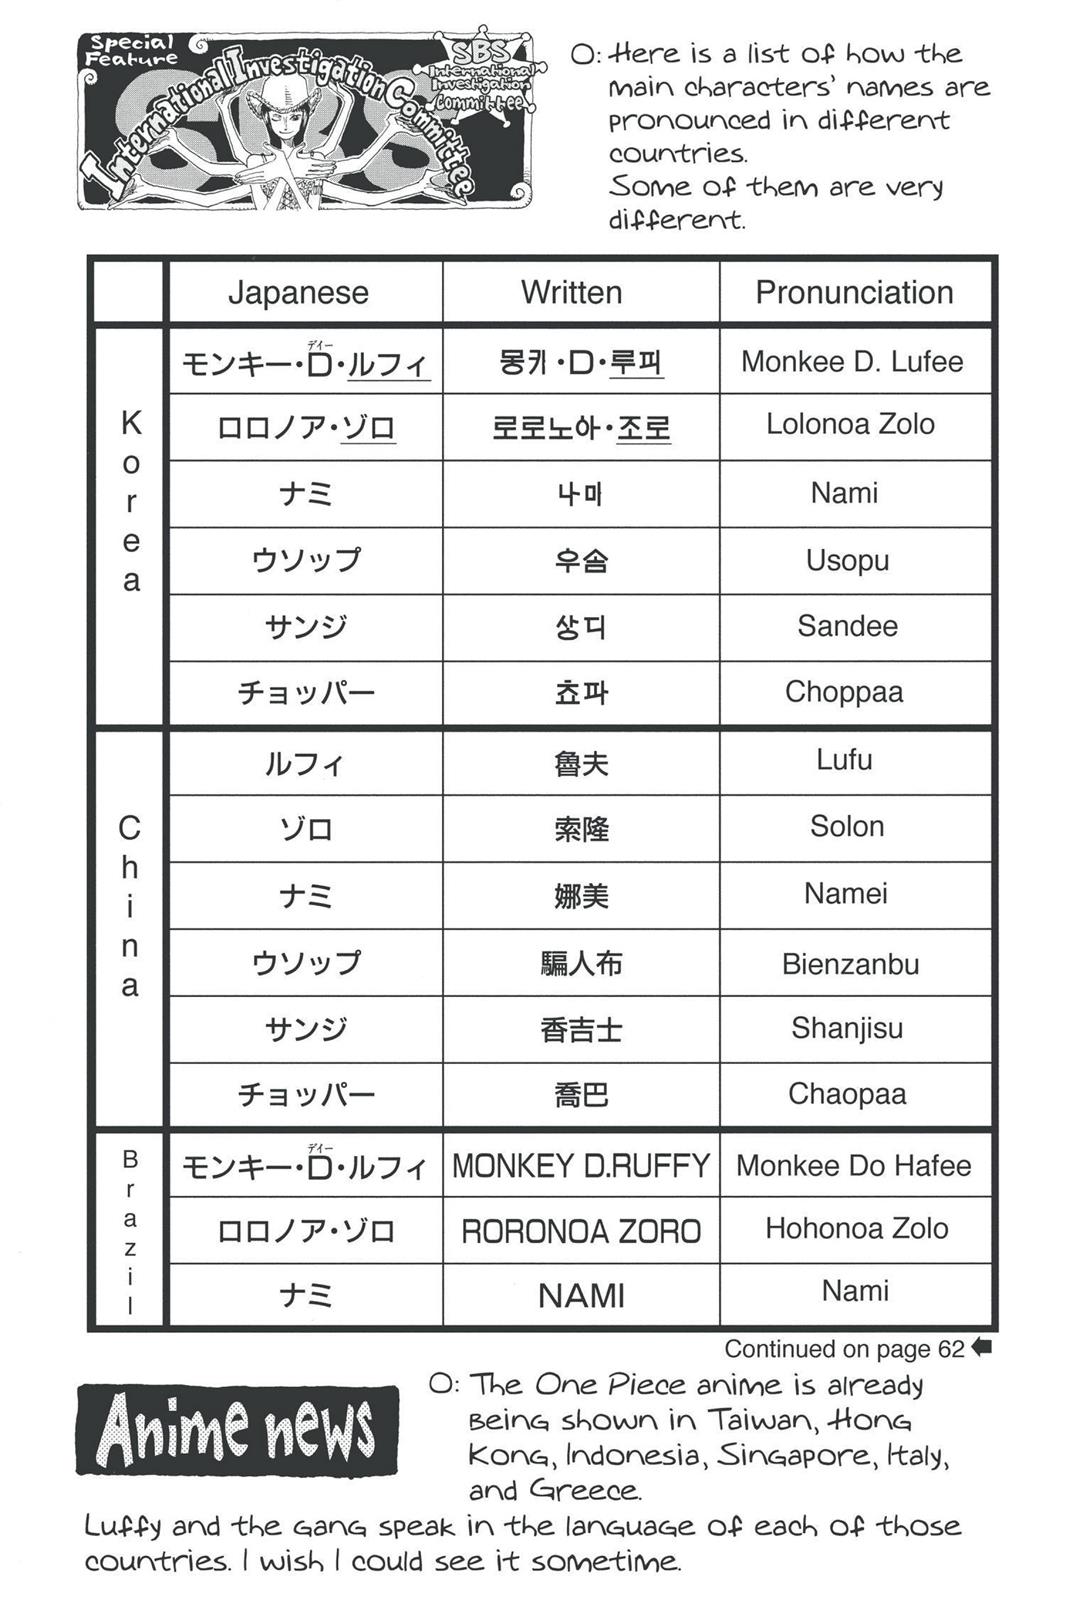 Special
Feature
International Investigation Committee
SBS
International
Investigation
Committee
O: Here is a list of how the
main characters' names are
pronounced in different
countries.
Some of them are very
different.
Japanese Written Pronunciation
Korea
ディー
モンキー・D・ルフィ 몽키・D・루피 Monkee D. Lufee
ロロノア・ゾロ 로로노아・조로 Lolonoa Zolo
ナミ 나마 Nami
ウソップ 우솜 Usopu
サンジ 상디 Sandee
チョッパー 쵸파 Choppaa
China
ルフィ 魯夫 Lufu
ゾロ 索隆 Solon
ナミ 娜美 Namei
ウソップ 騙人布 Bienzanbu
サンジ 香吉士 Shanjisu
チョッパー 喬巴 Chaopaa
Brazil
ディー
モンキー・D・ルフィ MONKEY D.RUFFY Monkee Do Hafee
ロロノア・ゾロ RORONOA ZORO Hohonoa Zolo
ナミ NAMI Nami
Continued on page 62
Anime news
O: The One Piece anime is already
being shown in Taiwan, Hong
Kong, Indonesia, Singapore, Italy,
and Greece.
Luffy and the gang speak in the language of each of those
countries. I wish I could see it sometime.